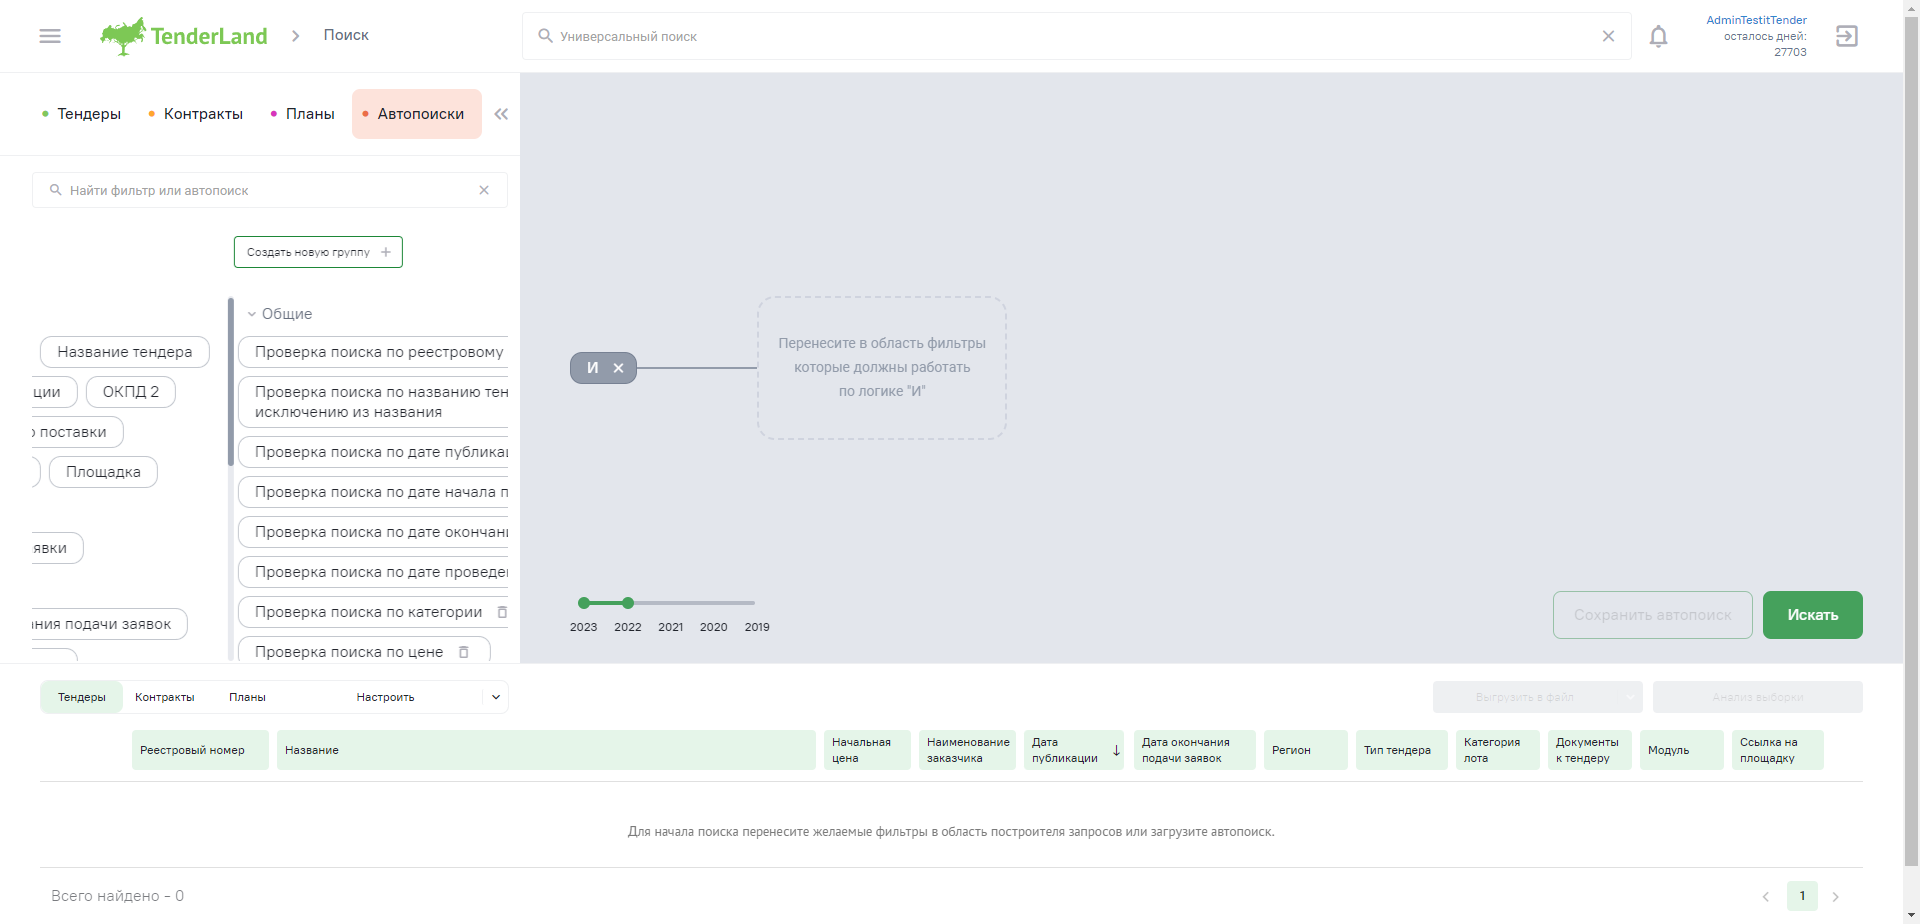 TenderLand
Поиск
Универсальный поиск
AdminTestitTender
осталось дней:
27703
Тендеры
Контракты
Планы
Автопоиски
Найти фильтр или автопоиск
Создать новую группу
Название тендера
ции
ОКПД 2
поставки
Площадка
явки
ния подачи заявок
Общие
Проверка поиска по реестровому
Проверка поиска по названию тен
исключению из названия
Проверка поиска по дате публика
Проверка поиска по дате начала п
Проверка поиска по дате окончан
Проверка поиска по дате проведе
Проверка поиска по категории
Проверка поиска по цене
И
Перенесите в область фильтры
которые должны работать
по логике "И"
2023 2022 2021 2020 2019
Сохранить автопоиск
Искать
Тендеры
Контракты
Планы
Настроить
Выгрузить в файл
Анализ выборки
Реестровый номер
Название
Начальная
цена
Наименование
заказчика
Дата
публикации
Дата окончания
подачи заявок
Регион
Тип тендера
Категория
лота
Документы
к тендеру
Модуль
Ссылка на
площадку
Для начала поиска перенесите желаемые фильтры в область построителя запросов или загрузите автопоиск.
Всего найдено - 0
1